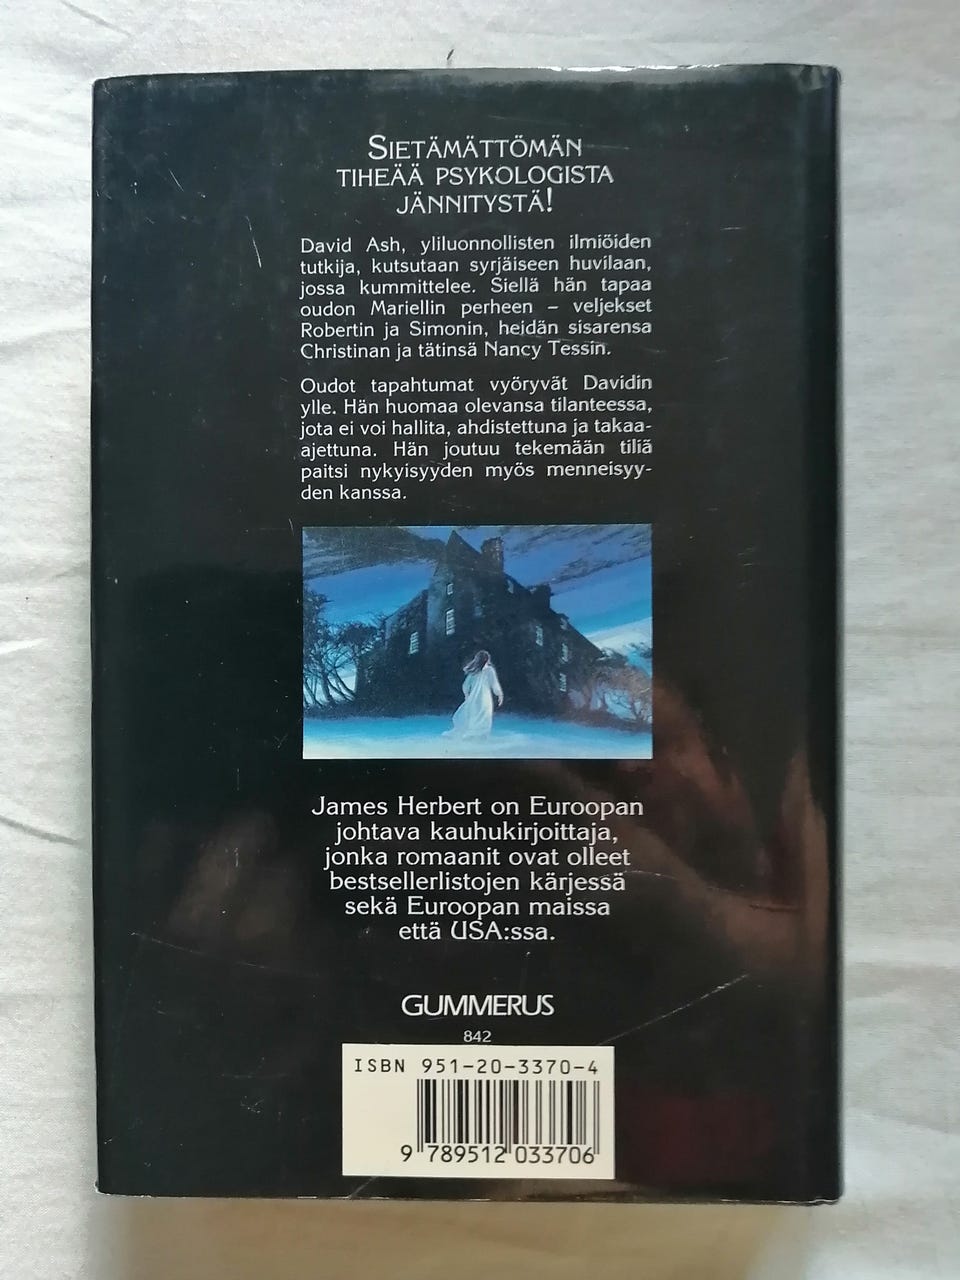 SIETÄMÄTTÖMÄN
TIHEÄÄ PSYKOLOGISTA
JÄNNITYSTÄ!
David Ash, yliluonnollisten ilmiöiden
tutkija, kutsutaan syrjäiseen huvilaan,
jossa kummittelee. Siellä hän tapaa
oudon Mariellin perheen – veljekset
Robertin ja Simonin, heidän sisarensa
Christinan ja tätinsä Nancy Tessin.
Oudot tapahtumat vyöryvät Davidin
ylle. Hän huomaa olevansa tilanteessa,
jota ei voi hallita, ahdistettuna ja takaa-
ajettuna. Hän joutuu tekemään tiliä
paitsi nykyisyyden myös menneisyy-
den kanssa.
James Herbert on Euroopan
johtava kauhukirjoittaja,
jonka romaanit ovat olleet
bestsellerlistojen kärjessä
sekä Euroopan maissa
että USA:ssa.
GUMMERUS
842
ISBN 951-20-3370-4
9 789512 033706